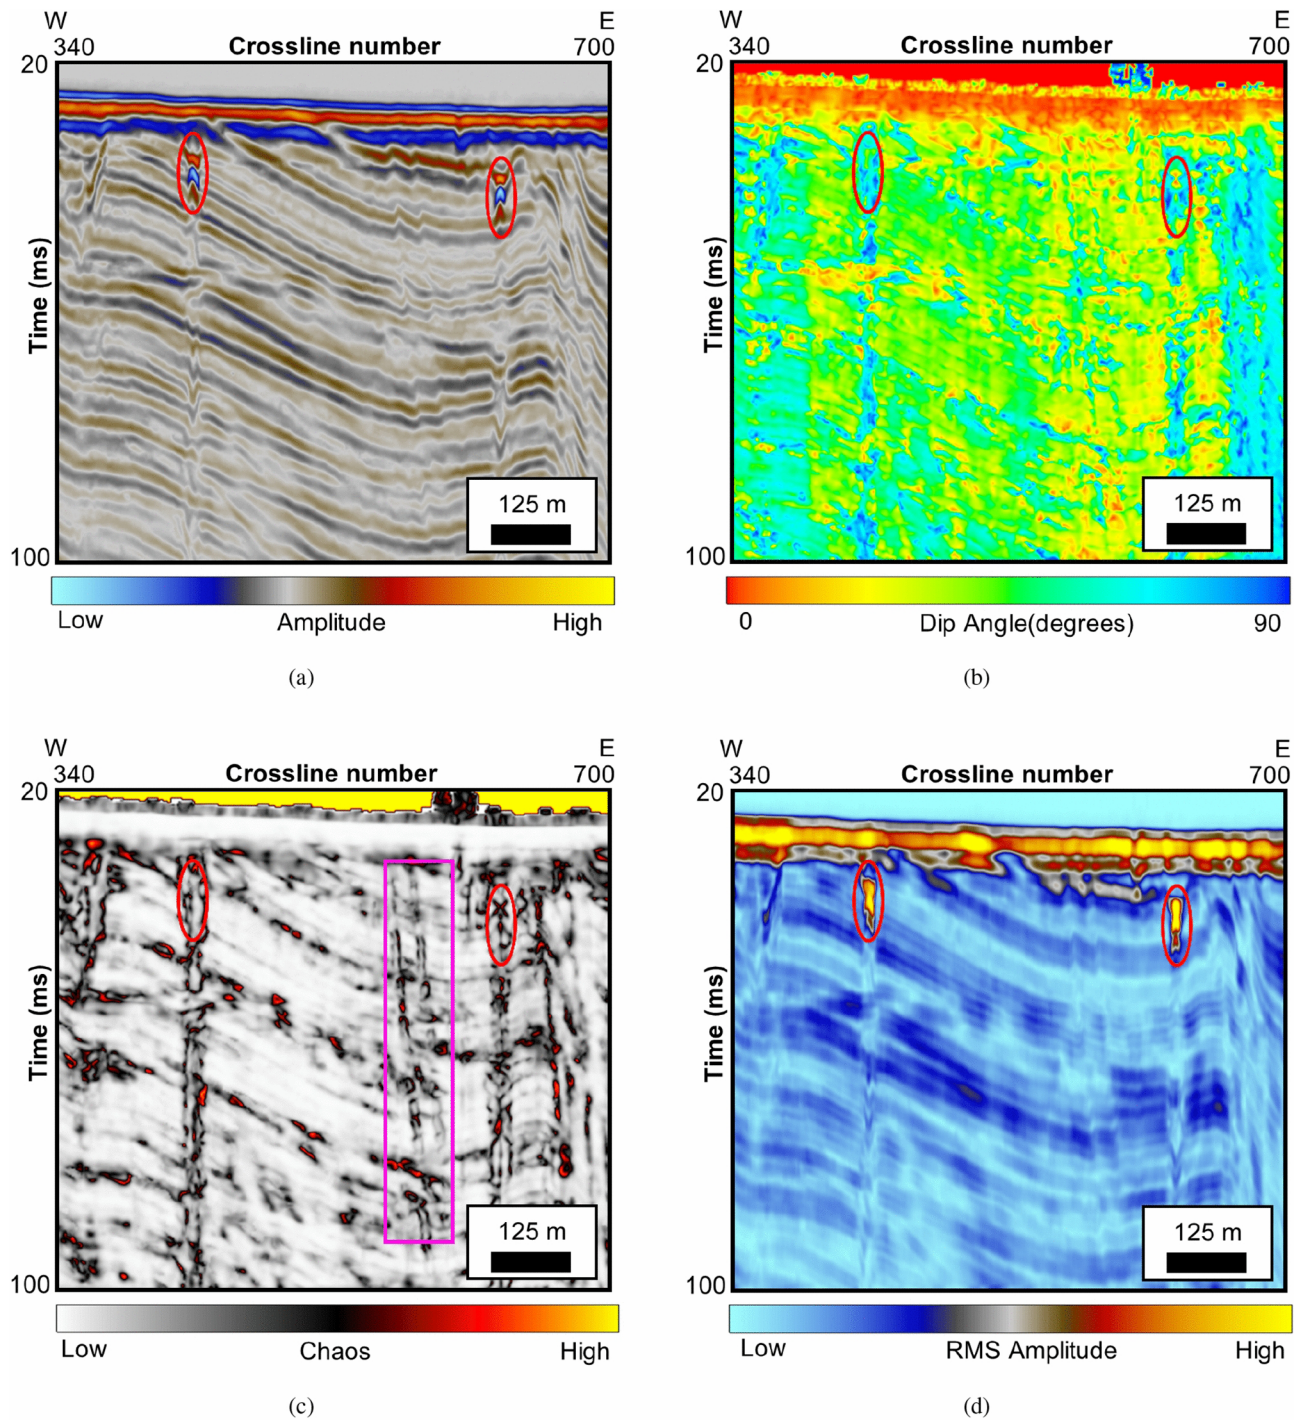 W E
340 Crossline number 700
20
Time (ms)
100
125 m
Low Amplitude High
(a)
W E
340 Crossline number 700
20
Time (ms)
100
125 m
0 Dip Angle(degrees) 90
(b)
W E
340 Crossline number 700
20
Time (ms)
100
125 m
Low Chaos High
(c)
W E
340 Crossline number 700
20
Time (ms)
100
125 m
Low RMS Amplitude High
(d)